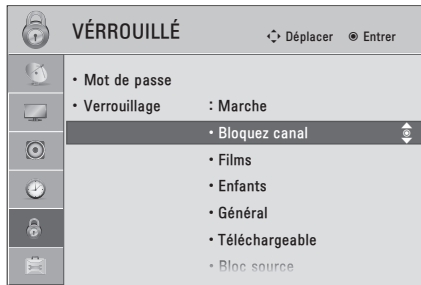 VÉRROUILLÉ Déplacer Entrer
• Mot de passe
• Verrouillage : Marche
• Bloquez canal
• Films
• Enfants
• Général
• Téléchargeable
• Bloc source